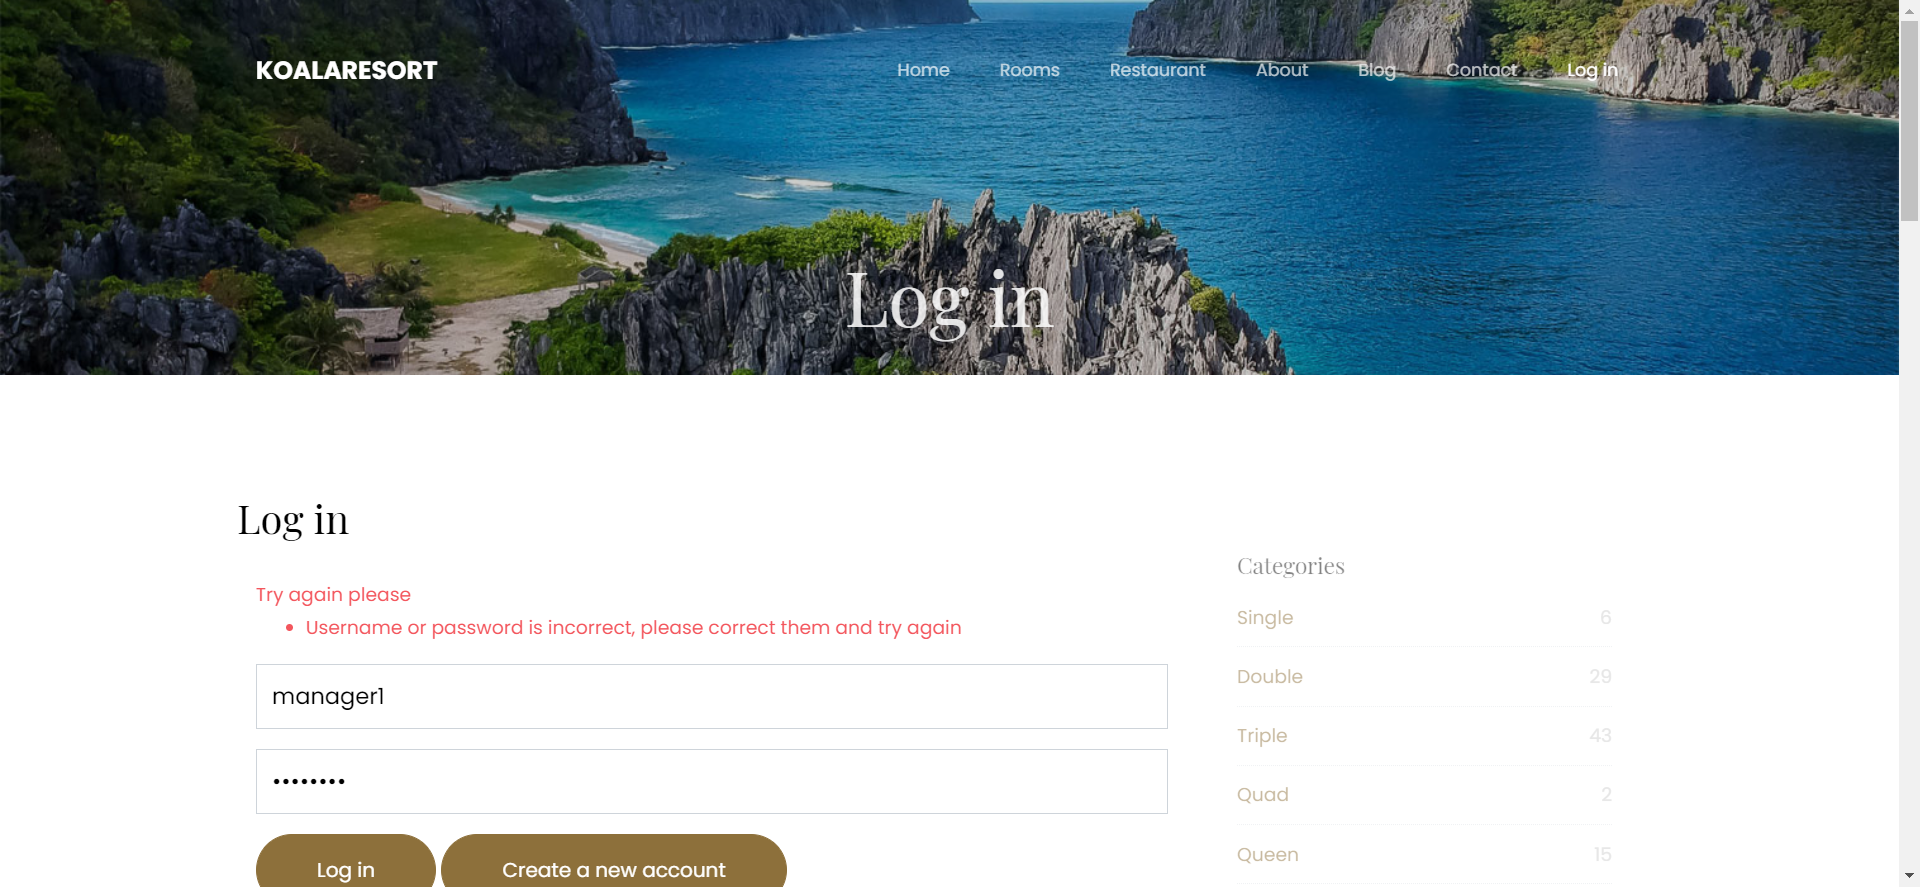 KOALARESORT
Home Rooms Restaurant About Blog Contact Log in
Log in
Log in
Try again please
• Username or password is incorrect, please correct them and try again
manager1
••••••••
Log in Create a new account
Categories
Single 6
Double 29
Triple 43
Quad 2
Queen 15